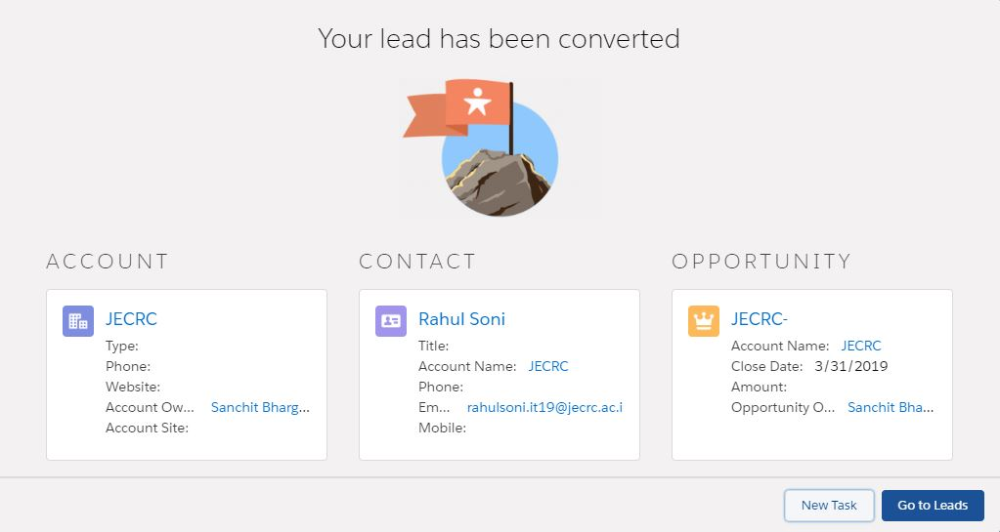 Your lead has been converted
ACCOUNT
JECRC
Type:
Phone:
Website:
Account Ow... Sanchit Bharg...
Account Site:
CONTACT
Rahul Soni
Title:
Account Name: JECRC
Phone:
Em... rahulsoni.it19@jecrc.ac.i
Mobile:
OPPORTUNITY
JECRC-
Account Name: JECRC
Close Date: 3/31/2019
Amount:
Opportunity O... Sanchit Bha...
New Task
Go to Leads